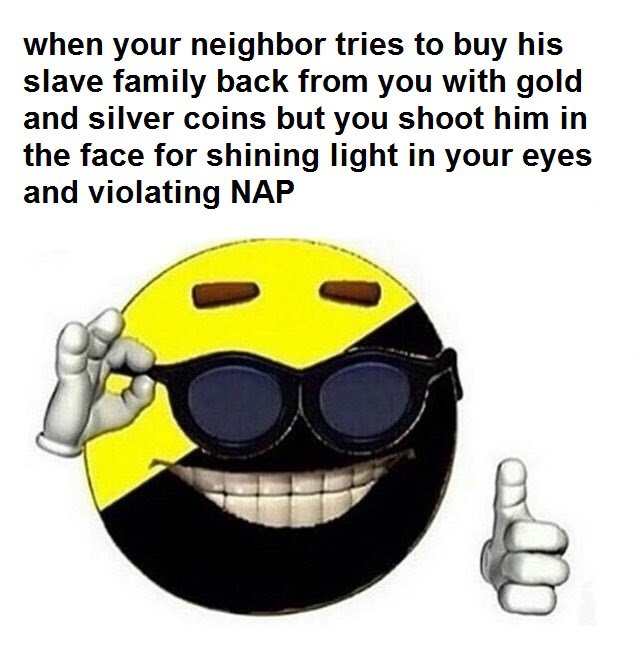 when your neighbor tries to buy his
slave family back from you with gold
and silver coins but you shoot him in
the face for shining light in your eyes
and violating NAP